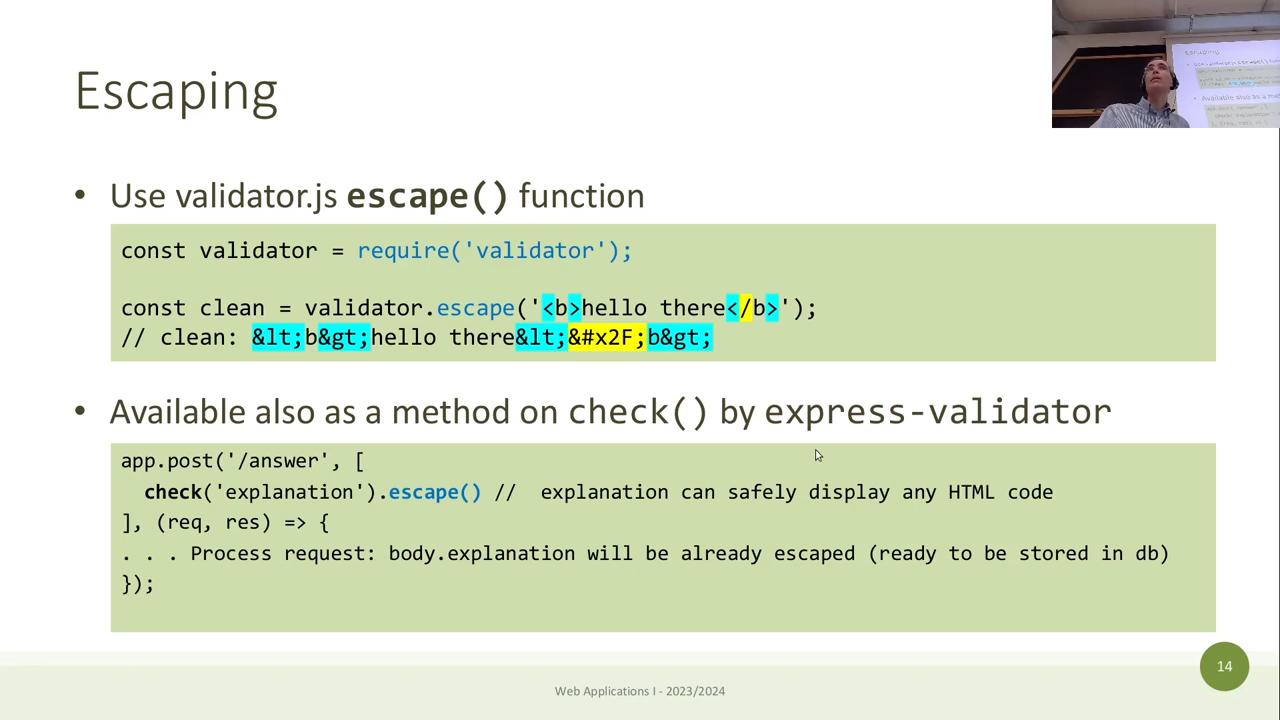 Escaping
• Use validator.js escape() function
const validator = require('validator');
const clean = validator.escape('<b>hello there</b>');
// clean: &lt;b&gt;hello there&lt;&#x2F;b&gt;
• Available also as a method on check() by express-validator
app.post('/answer', [
check('explanation').escape() // explanation can safely display any HTML code
], (req, res) => {
. . . Process request: body.explanation will be already escaped (ready to be stored in db)
});
14
Web Applications I - 2023/2024